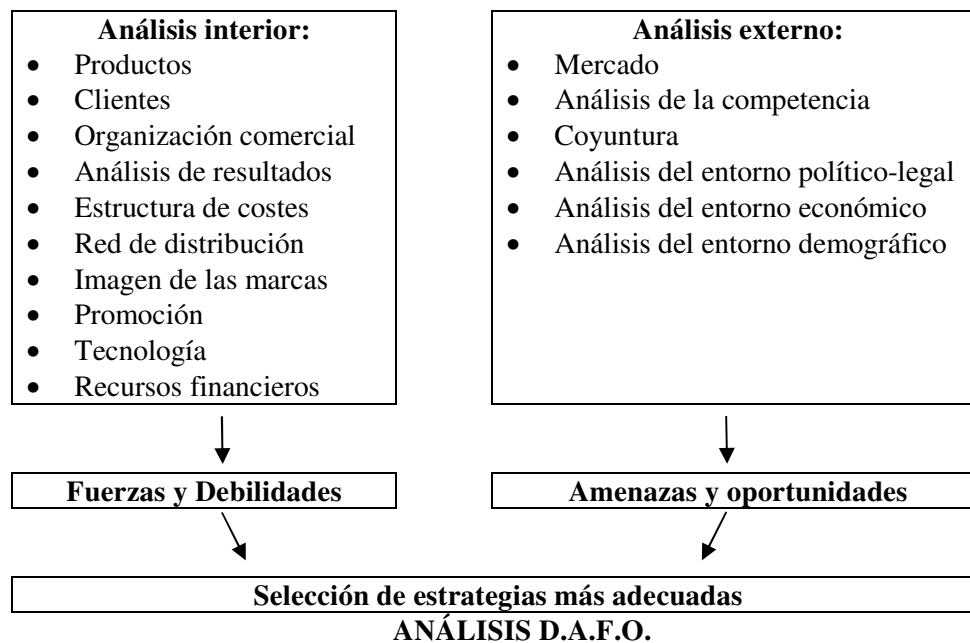 Análisis interior:
• Productos
• Clientes
• Organización comercial
• Análisis de resultados
• Estructura de costes
• Red de distribución
• Imagen de las marcas
• Promoción
• Tecnología
• Recursos financieros
Análisis externo:
• Mercado
• Análisis de la competencia
• Coyuntura
• Análisis del entorno político-legal
• Análisis del entorno económico
• Análisis del entorno demográfico
Fuerzas y Debilidades
Amenazas y oportunidades
Selección de estrategias más adecuadas
ANÁLISIS D.A.F.O.